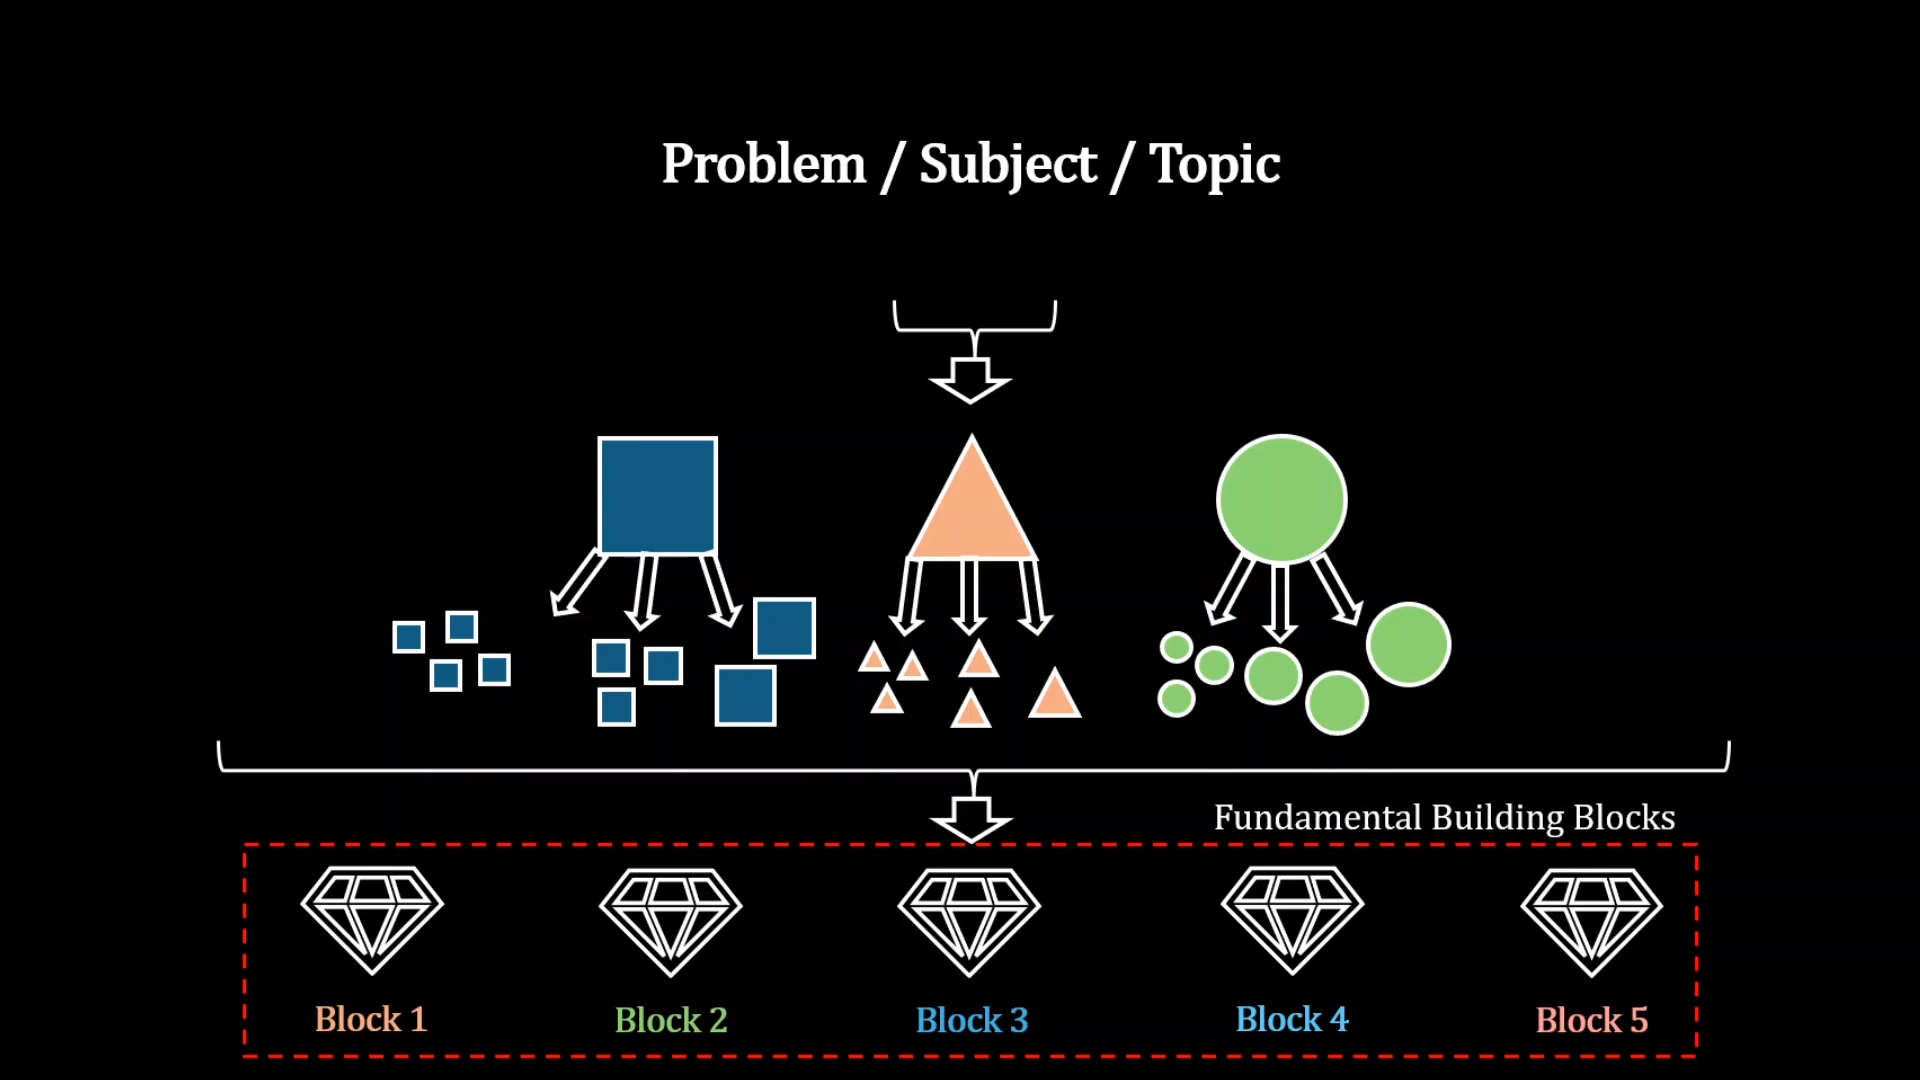 Problem / Subject / Topic
Fundamental Building Blocks
Block 1
Block 2
Block 3
Block 4
Block 5